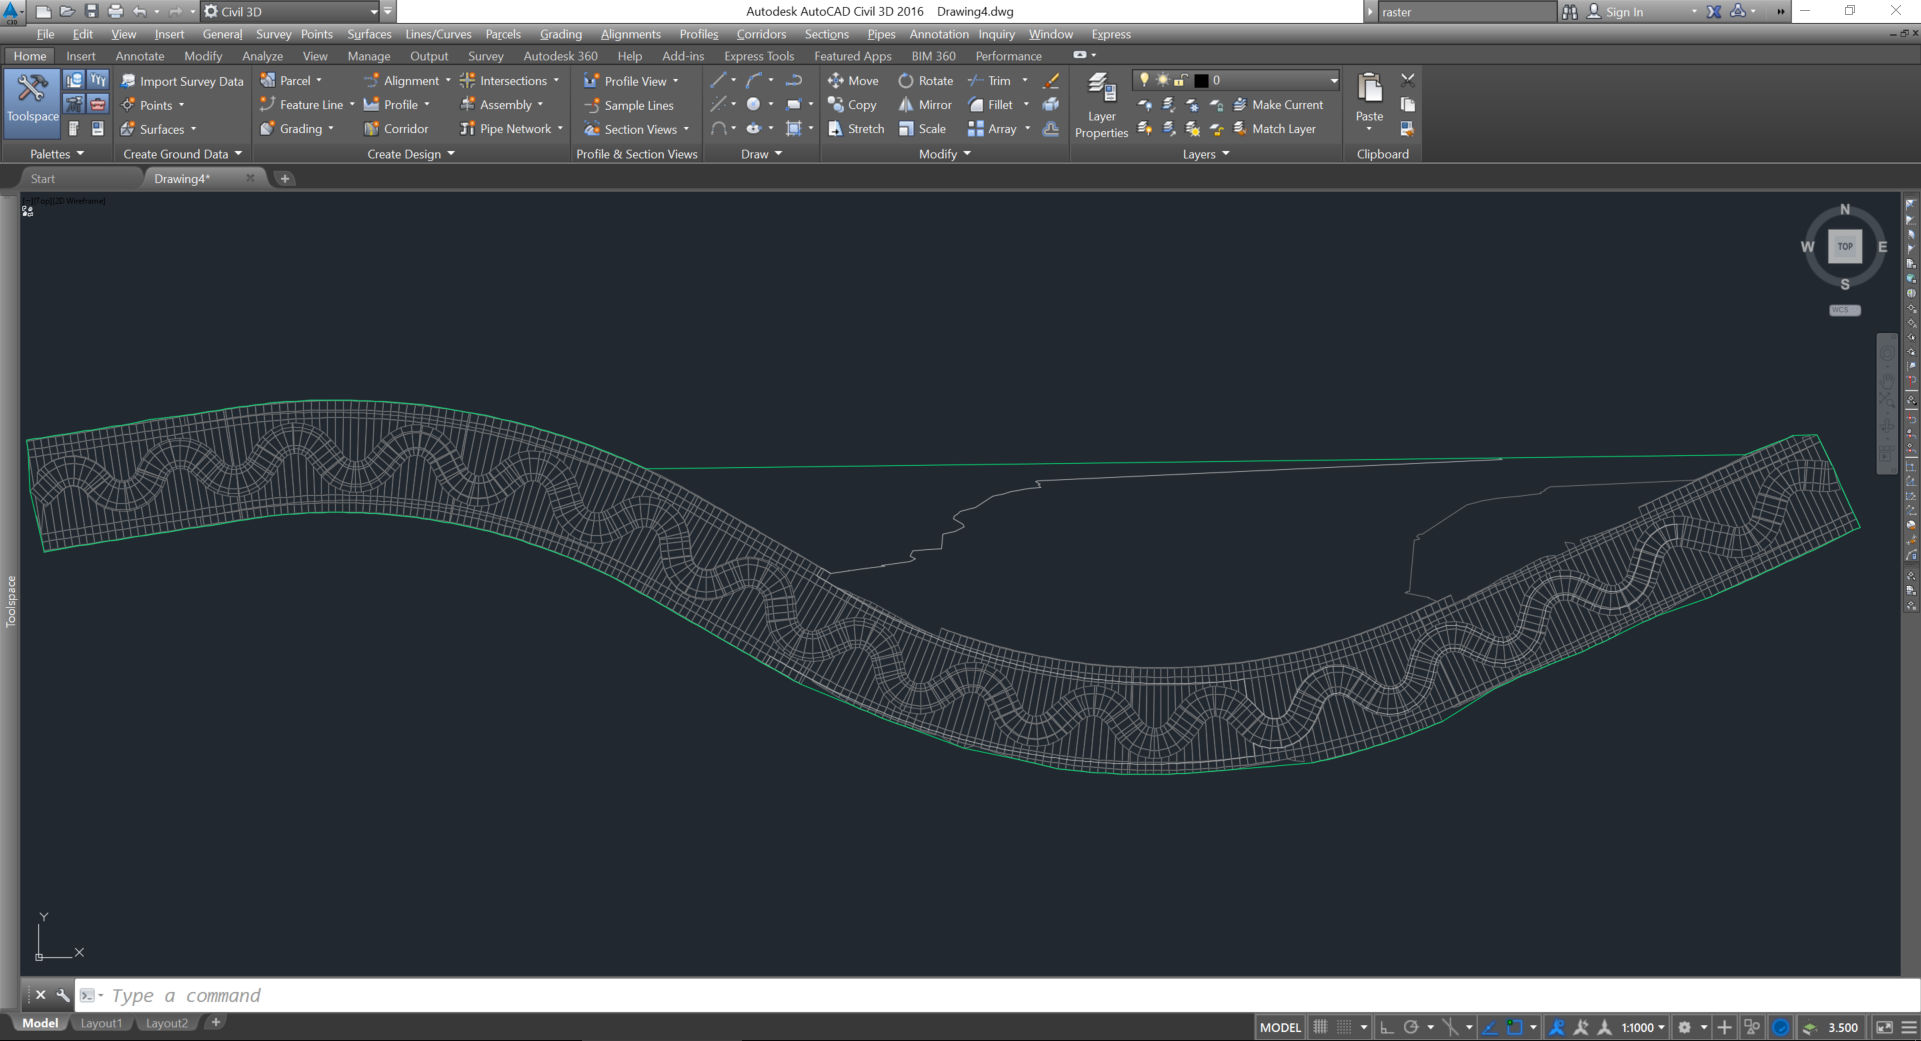 Civil 3D
Autodesk AutoCAD Civil 3D 2016 Drawing4.dwg
raster
Sign In
File Edit View Insert General Survey Points Surfaces Lines/Curves Parcels Grading Alignments Profiles Corridors Sections Pipes Annotation Inquiry Window Express
Home Insert Annotate Modify Analyze View Manage Output Survey Autodesk 360 Help Add-ins Express Tools Featured Apps BIM 360 Performance
Import Survey Data Parcel Alignment Intersections Profile View Move Rotate Trim 0
Toolspace Points Feature Line Profile Assembly Sample Lines Copy Mirror Fillet Layer Properties Make Current Paste
Surfaces Grading Corridor Pipe Network Section Views Stretch Scale Array Match Layer
Palettes Create Ground Data Create Design Profile & Section Views Draw Modify Layers Clipboard
Start Drawing4*
[-][Top][2D Wireframe]
N
W TOP E
S
WCS
Toolspace
Y
X
Type a command
Model Layout1 Layout2 +
MODEL 1:1000 3.500